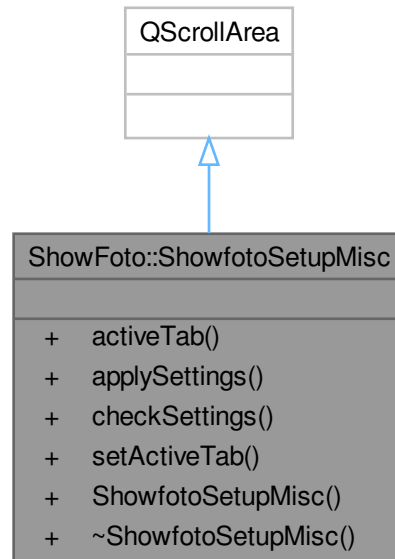 QScrollArea
ShowFoto::ShowfotoSetupMisc
+ activeTab()
+ applySettings()
+ checkSettings()
+ setActiveTab()
+ ShowfotoSetupMisc()
+ ~ShowfotoSetupMisc()